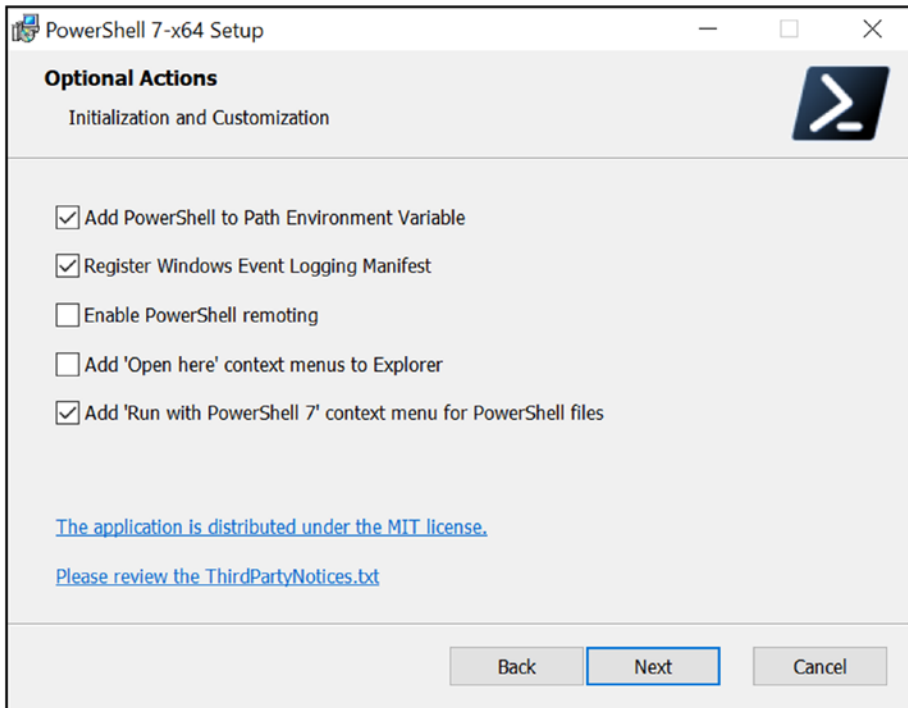 PowerShell 7-x64 Setup
Optional Actions
Initialization and Customization
Add PowerShell to Path Environment Variable
Register Windows Event Logging Manifest
Enable PowerShell remoting
Add 'Open here' context menus to Explorer
Add 'Run with PowerShell 7' context menu for PowerShell files
The application is distributed under the MIT license.
Please review the ThirdPartyNotices.txt
Back Next Cancel